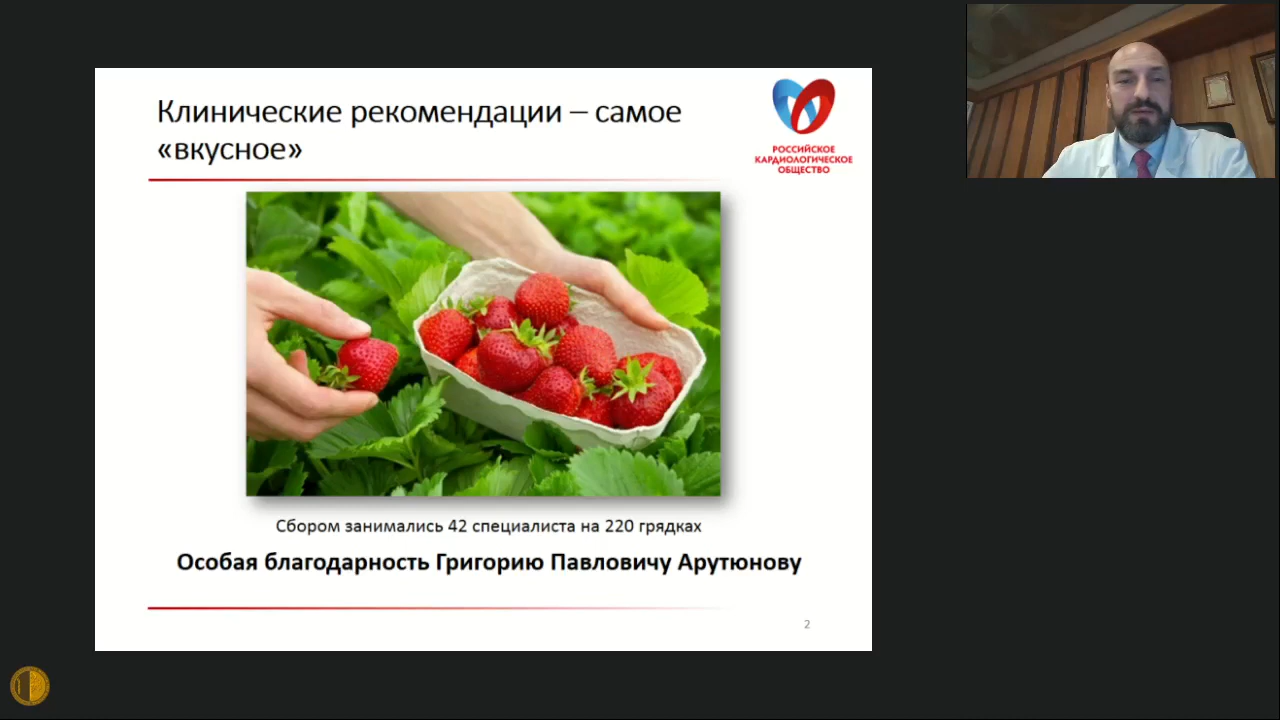 Клинические рекомендации – самое
«вкусное»
РОССИЙСКОЕ
КАРДИОЛОГИЧЕСКОЕ
ОБЩЕСТВО
Сбором занимались 42 специалиста на 220 грядках
Особая благодарность Григорию Павловичу Арутюнову
2